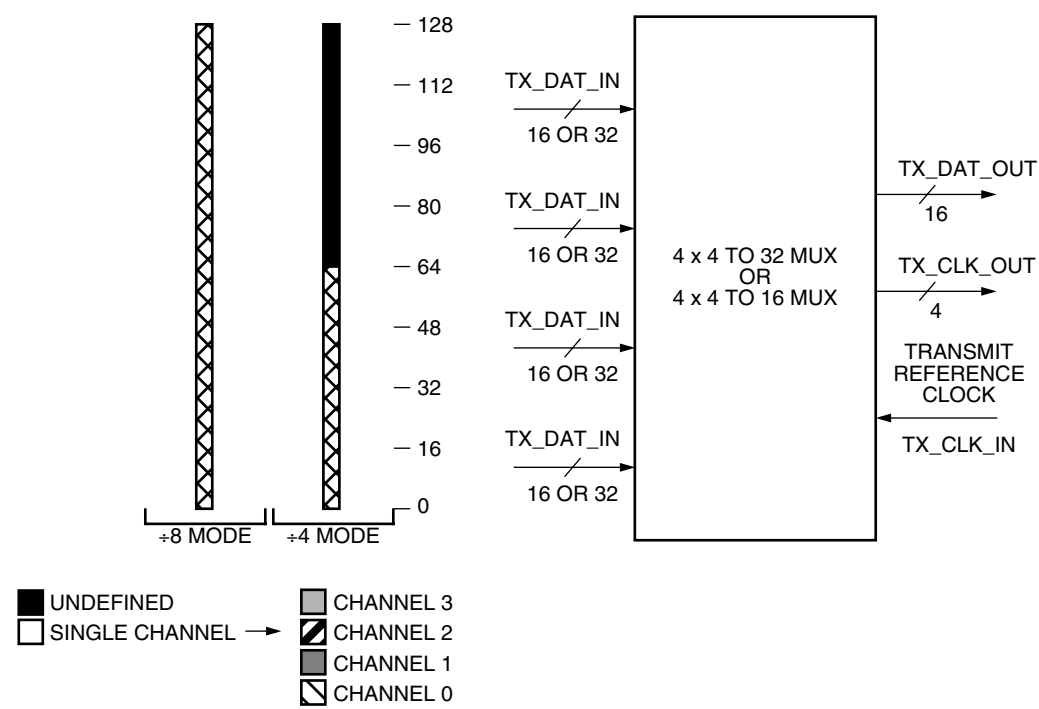 128
112
96
80
64
48
32
16
0
÷8 MODE
÷4 MODE
TX_DAT_IN
16 OR 32
TX_DAT_IN
16 OR 32
TX_DAT_IN
16 OR 32
TX_DAT_IN
16 OR 32
4 x 4 TO 32 MUX
OR
4 x 4 TO 16 MUX
TX_DAT_OUT
16
TX_CLK_OUT
4
TRANSMIT
REFERENCE
CLOCK
TX_CLK_IN
UNDEFINED
SINGLE CHANNEL
CHANNEL 3
CHANNEL 2
CHANNEL 1
CHANNEL 0